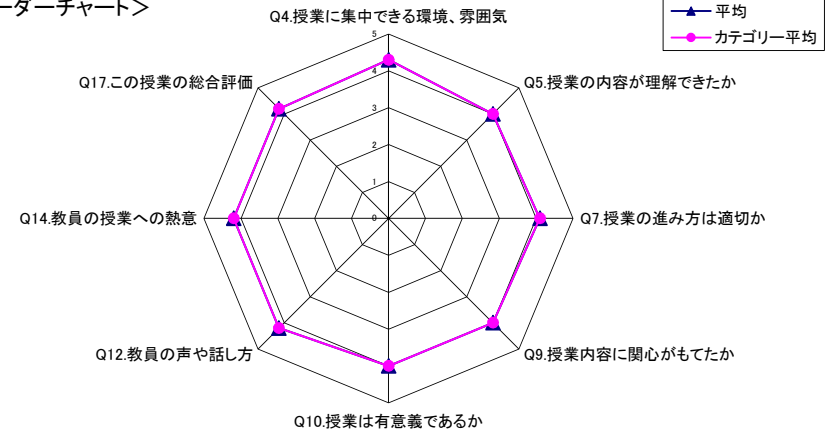 ーダーチャート＞
平均
カテゴリー平均
Q4.授業に集中できる環境、雰囲気
Q5.授業の内容が理解できたか
Q7.授業の進み方は適切か
Q9.授業内容に関心がもてたか
Q10.授業は有意義であるか
Q12.教員の声や話し方
Q14.教員の授業への熱意
Q17.この授業の総合評価
5
4
3
2
1
0